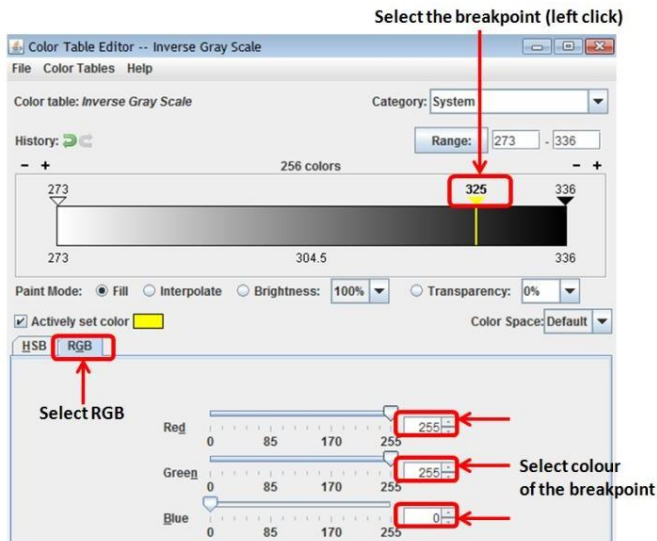 Select the breakpoint (left click)
Color Table Editor -- Inverse Gray Scale
File Color Tables Help
Color table: Inverse Gray Scale Category: System
History: Range: 273 - 336
- + 256 colors - +
273 325 336
273 304.5 336
Paint Mode: Fill Interpolate Brightness: 100% Transparency: 0%
Actively set color Color Space: Default
HSB RGB
Select RGB
Red 255
0 85 170 255
Green 255
0 85 170 255
Select colour
of the breakpoint
Blue 0
0 85 170 255